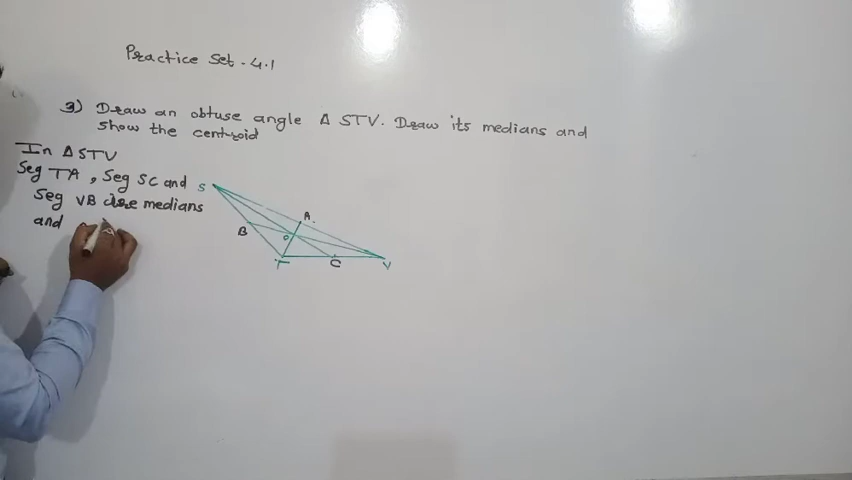 Practice Set - 4.1
3) Draw an obtuse angle Δ STV. Draw its medians and
show the centroid
In Δ STV
Seg TA, Seg SC and
Seg VB are medians
and
S
A.
B
O
T
C
V